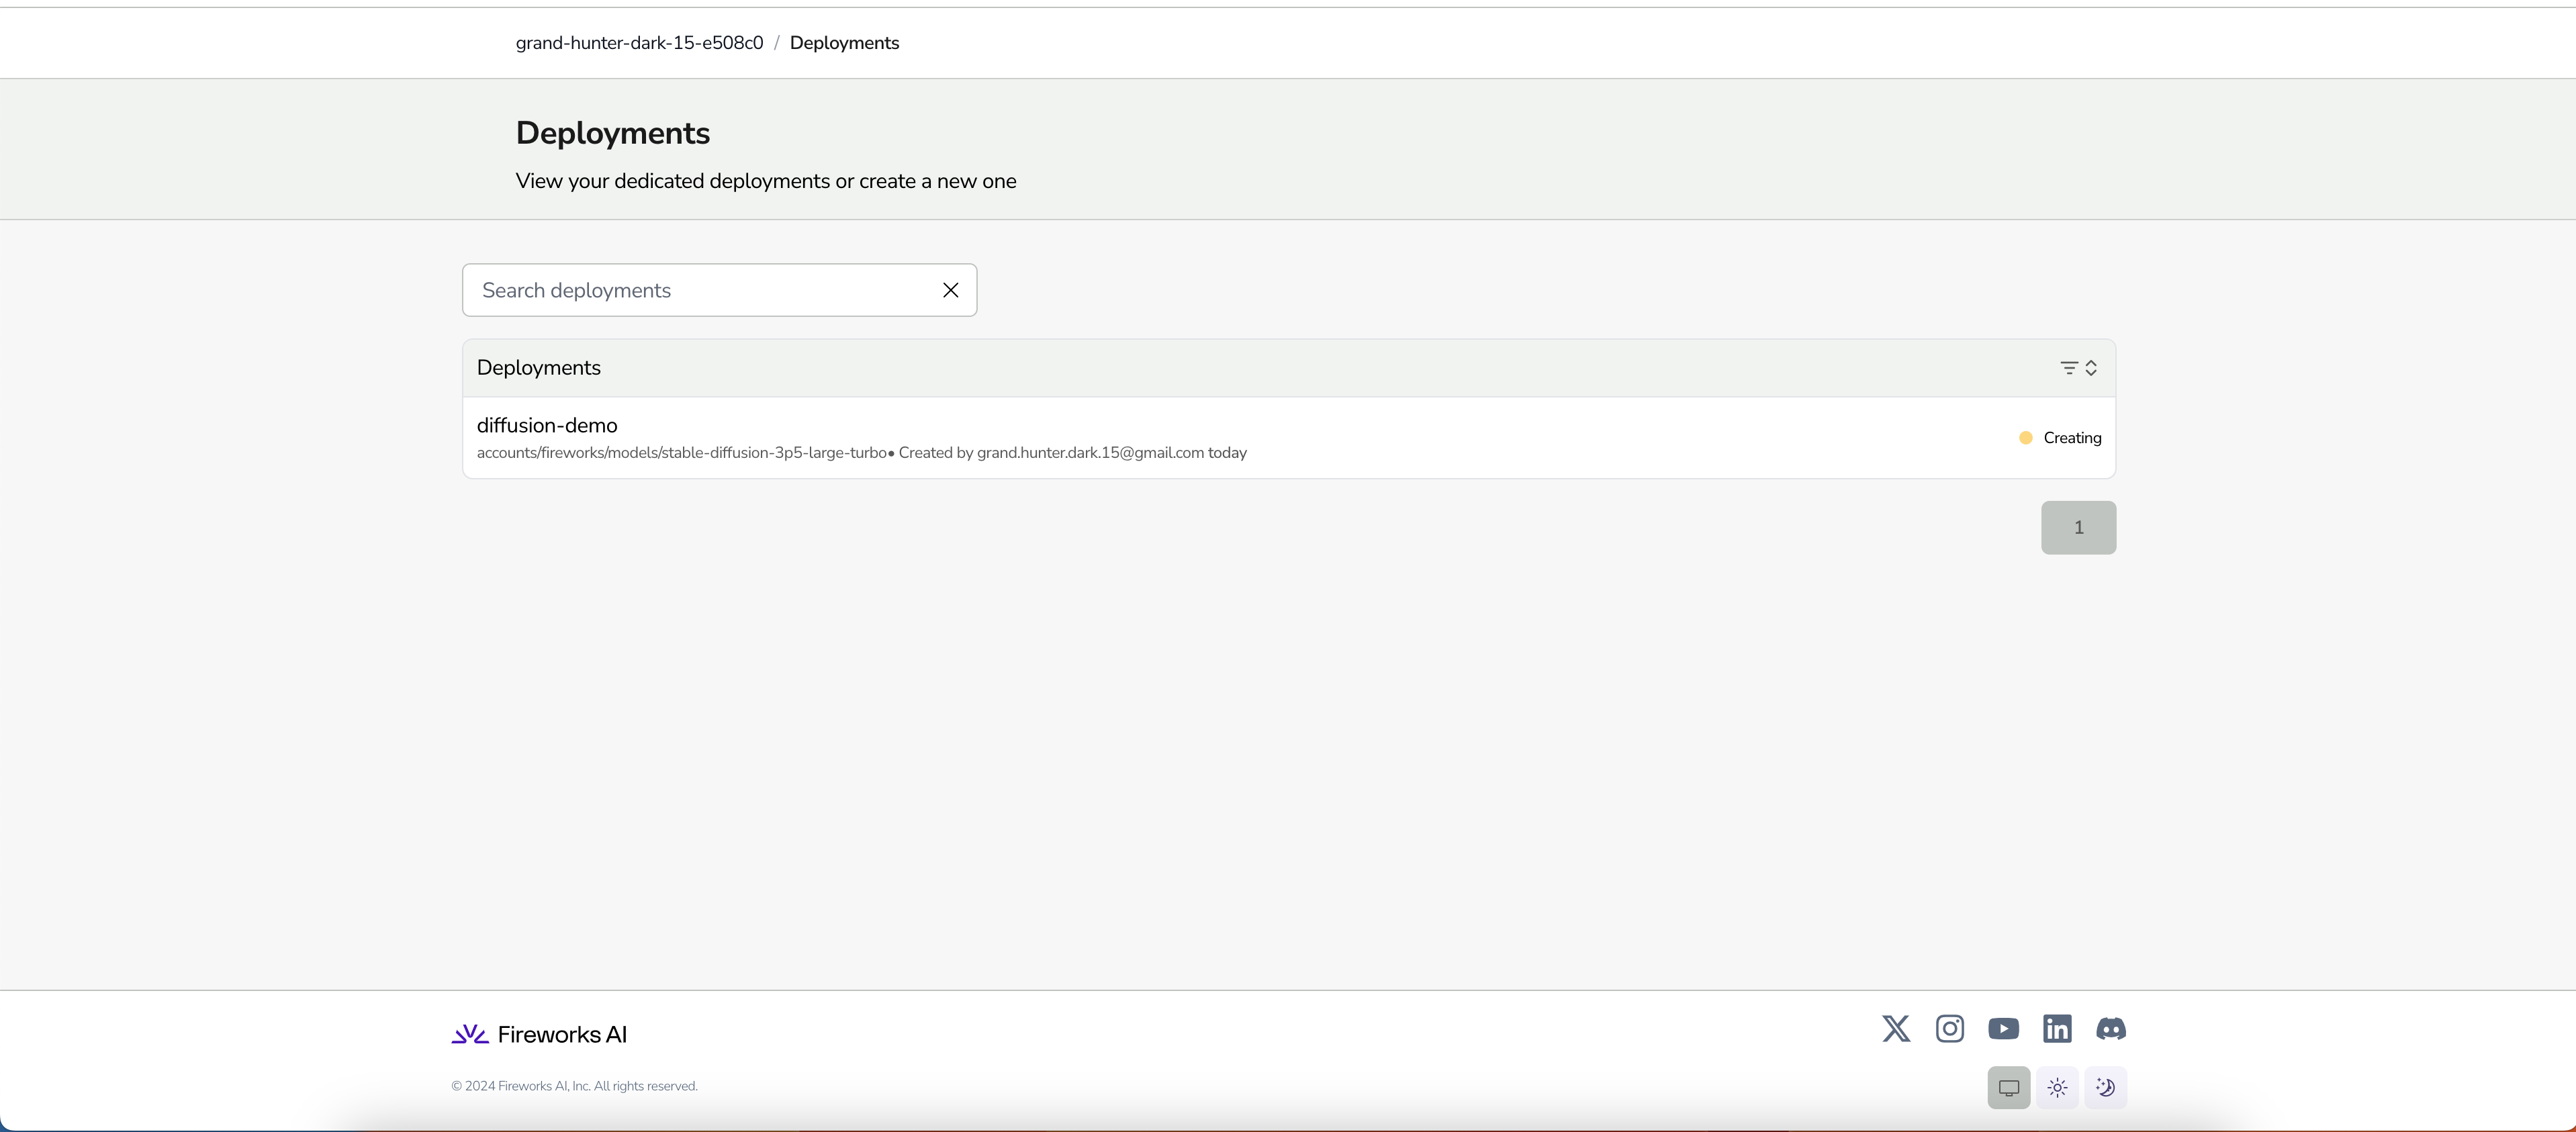 grand-hunter-dark-15-e508c0 / Deployments
Deployments
View your dedicated deployments or create a new one
Search deployments
Deployments
diffusion-demo
accounts/fireworks/models/stable-diffusion-3p5-large-turbo• Created by grand.hunter.dark.15@gmail.com today
Creating
1
Fireworks AI
© 2024 Fireworks AI, Inc. All rights reserved.